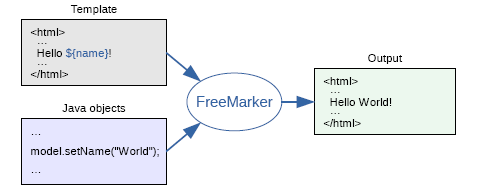 Template
<html>
...
Hello ${name}!
...
</html>
Java objects
...
model.setName("World");
...
FreeMarker
Output
<html>
...
Hello World!
...
</html>